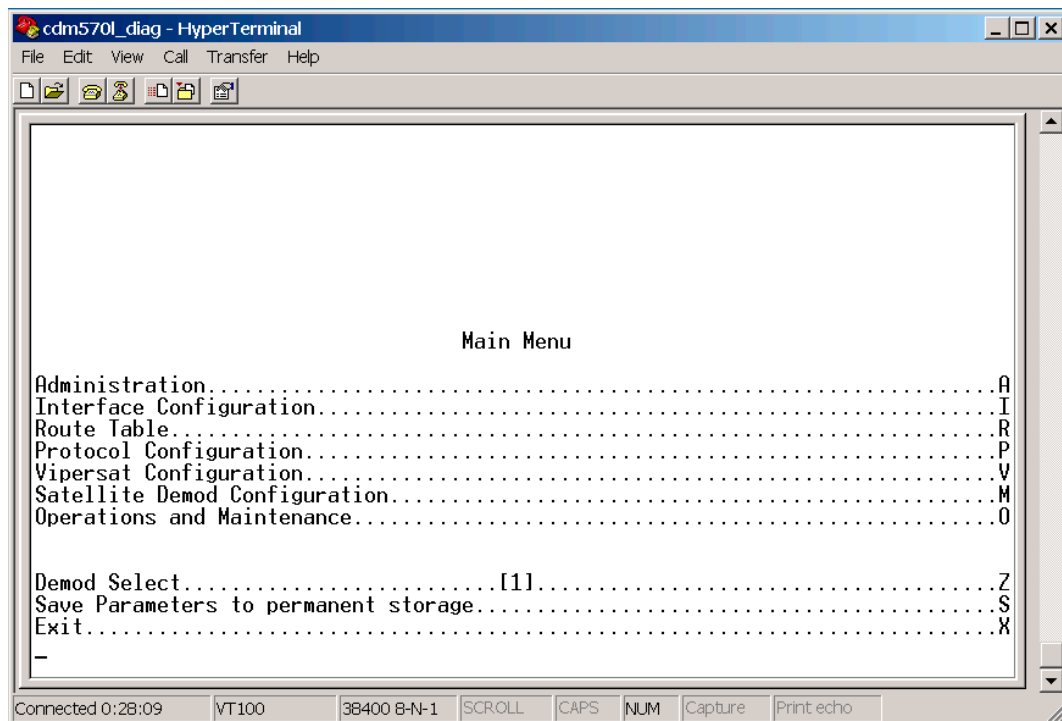 cdm570l_diag - HyperTerminal
File Edit View Call Transfer Help
Main Menu
Administration.................................................................A
Interface Configuration........................................................I
Route Table....................................................................R
Protocol Configuration.........................................................P
Vipersat Configuration.........................................................V
Satellite Demod Configuration..................................................M
Operations and Maintenance.....................................................O
Demod Select..........................[1]......................................Z
Save Parameters to permanent storage...........................................S
Exit...........................................................................X
Connected 0:28:09 VT100 38400 8-N-1 SCROLL CAPS NUM Capture Print echo